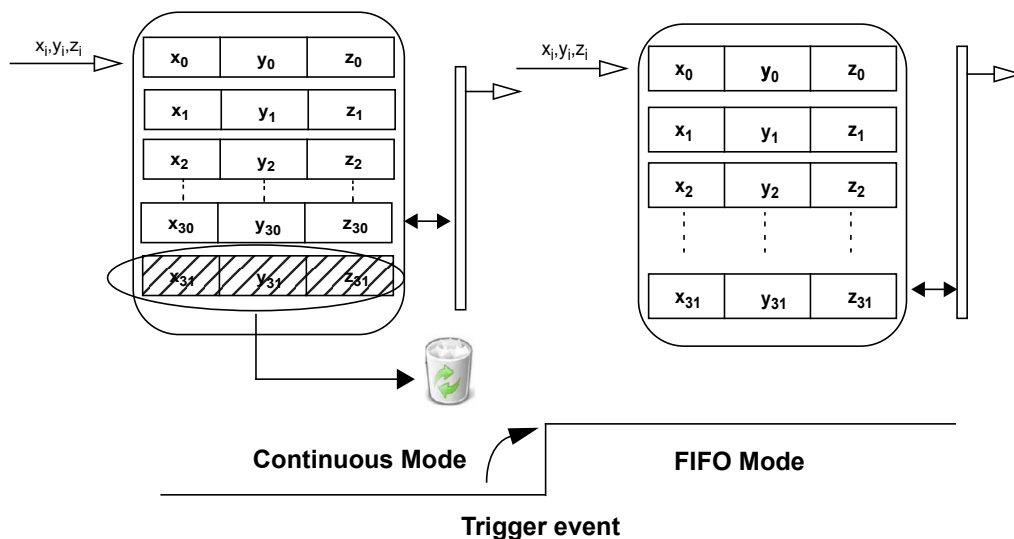 xᵢ,yᵢ,zᵢ
x₀ y₀ z₀
x₁ y₁ z₁
x₂ y₂ z₂
x₃₀ y₃₀ z₃₀
x₃₁ y₃₁ z₃₁
xᵢ,yᵢ,zᵢ
x₀ y₀ z₀
x₁ y₁ z₁
x₂ y₂ z₂
x₃₁ y₃₁ z₃₁
Continuous Mode
FIFO Mode
Trigger event